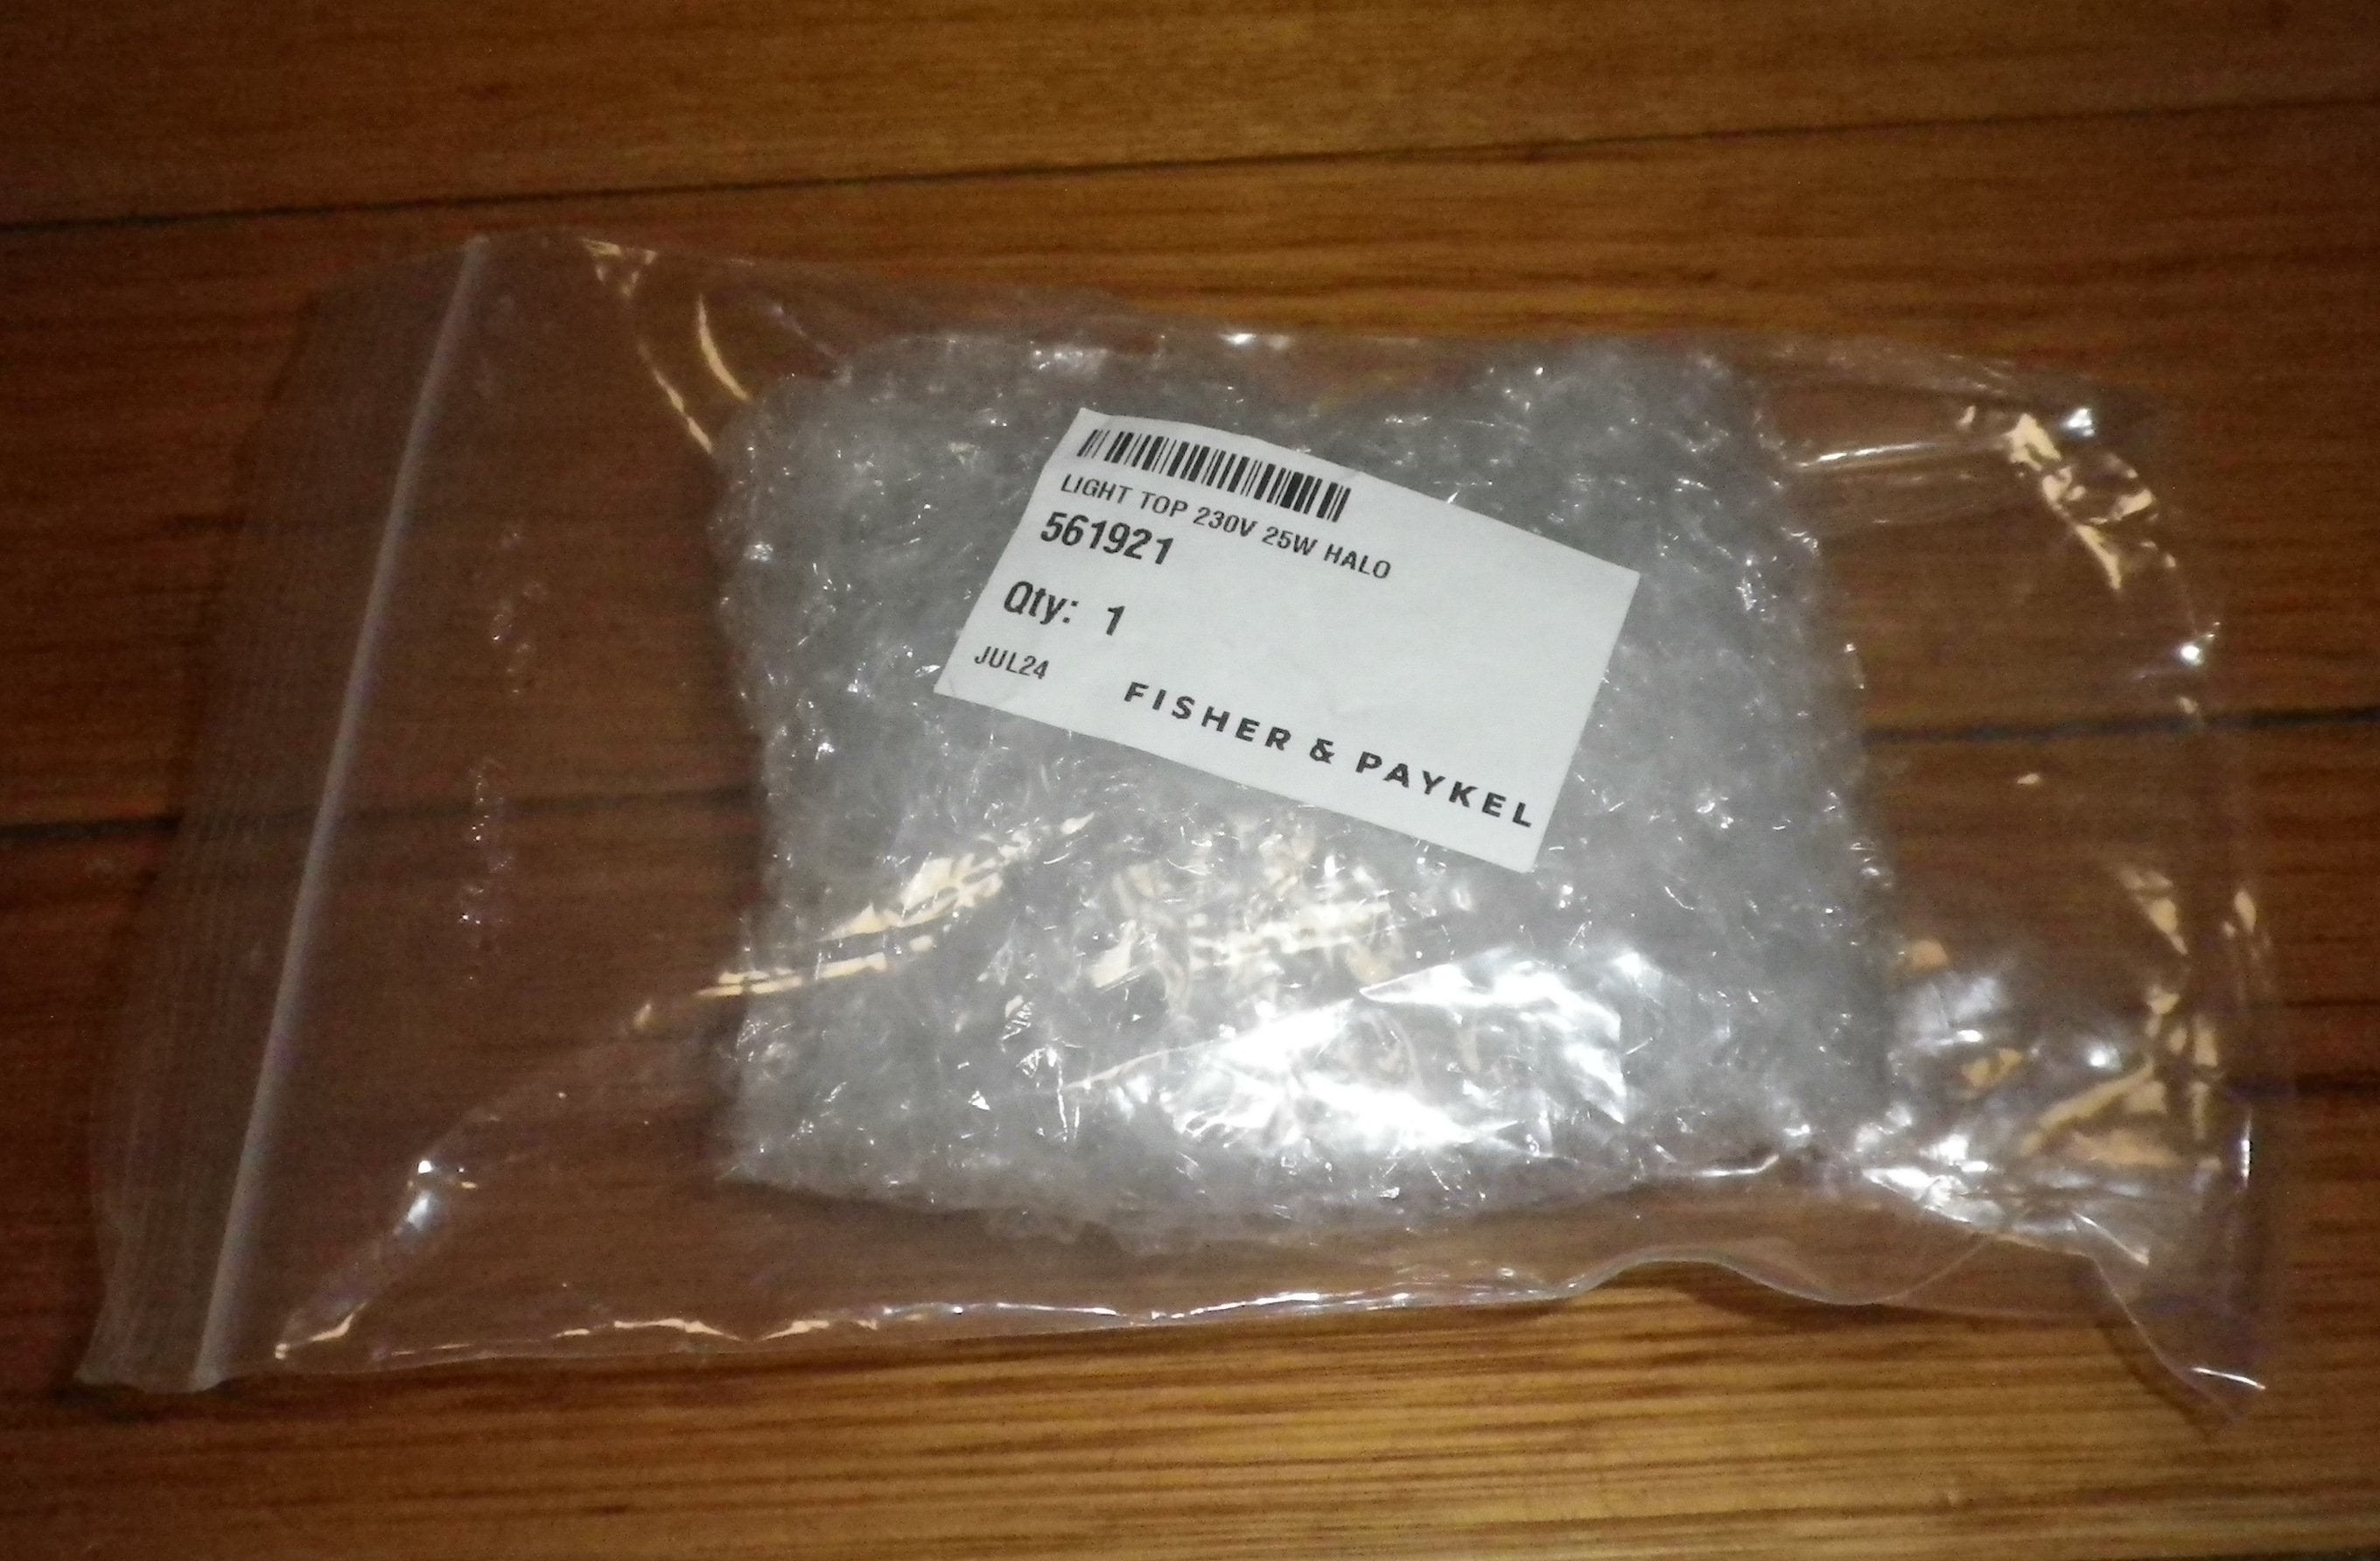 LIGHT TOP 230V 25W HALO
561921
Qty: 1
JUL24
FISHER & PAYKEL